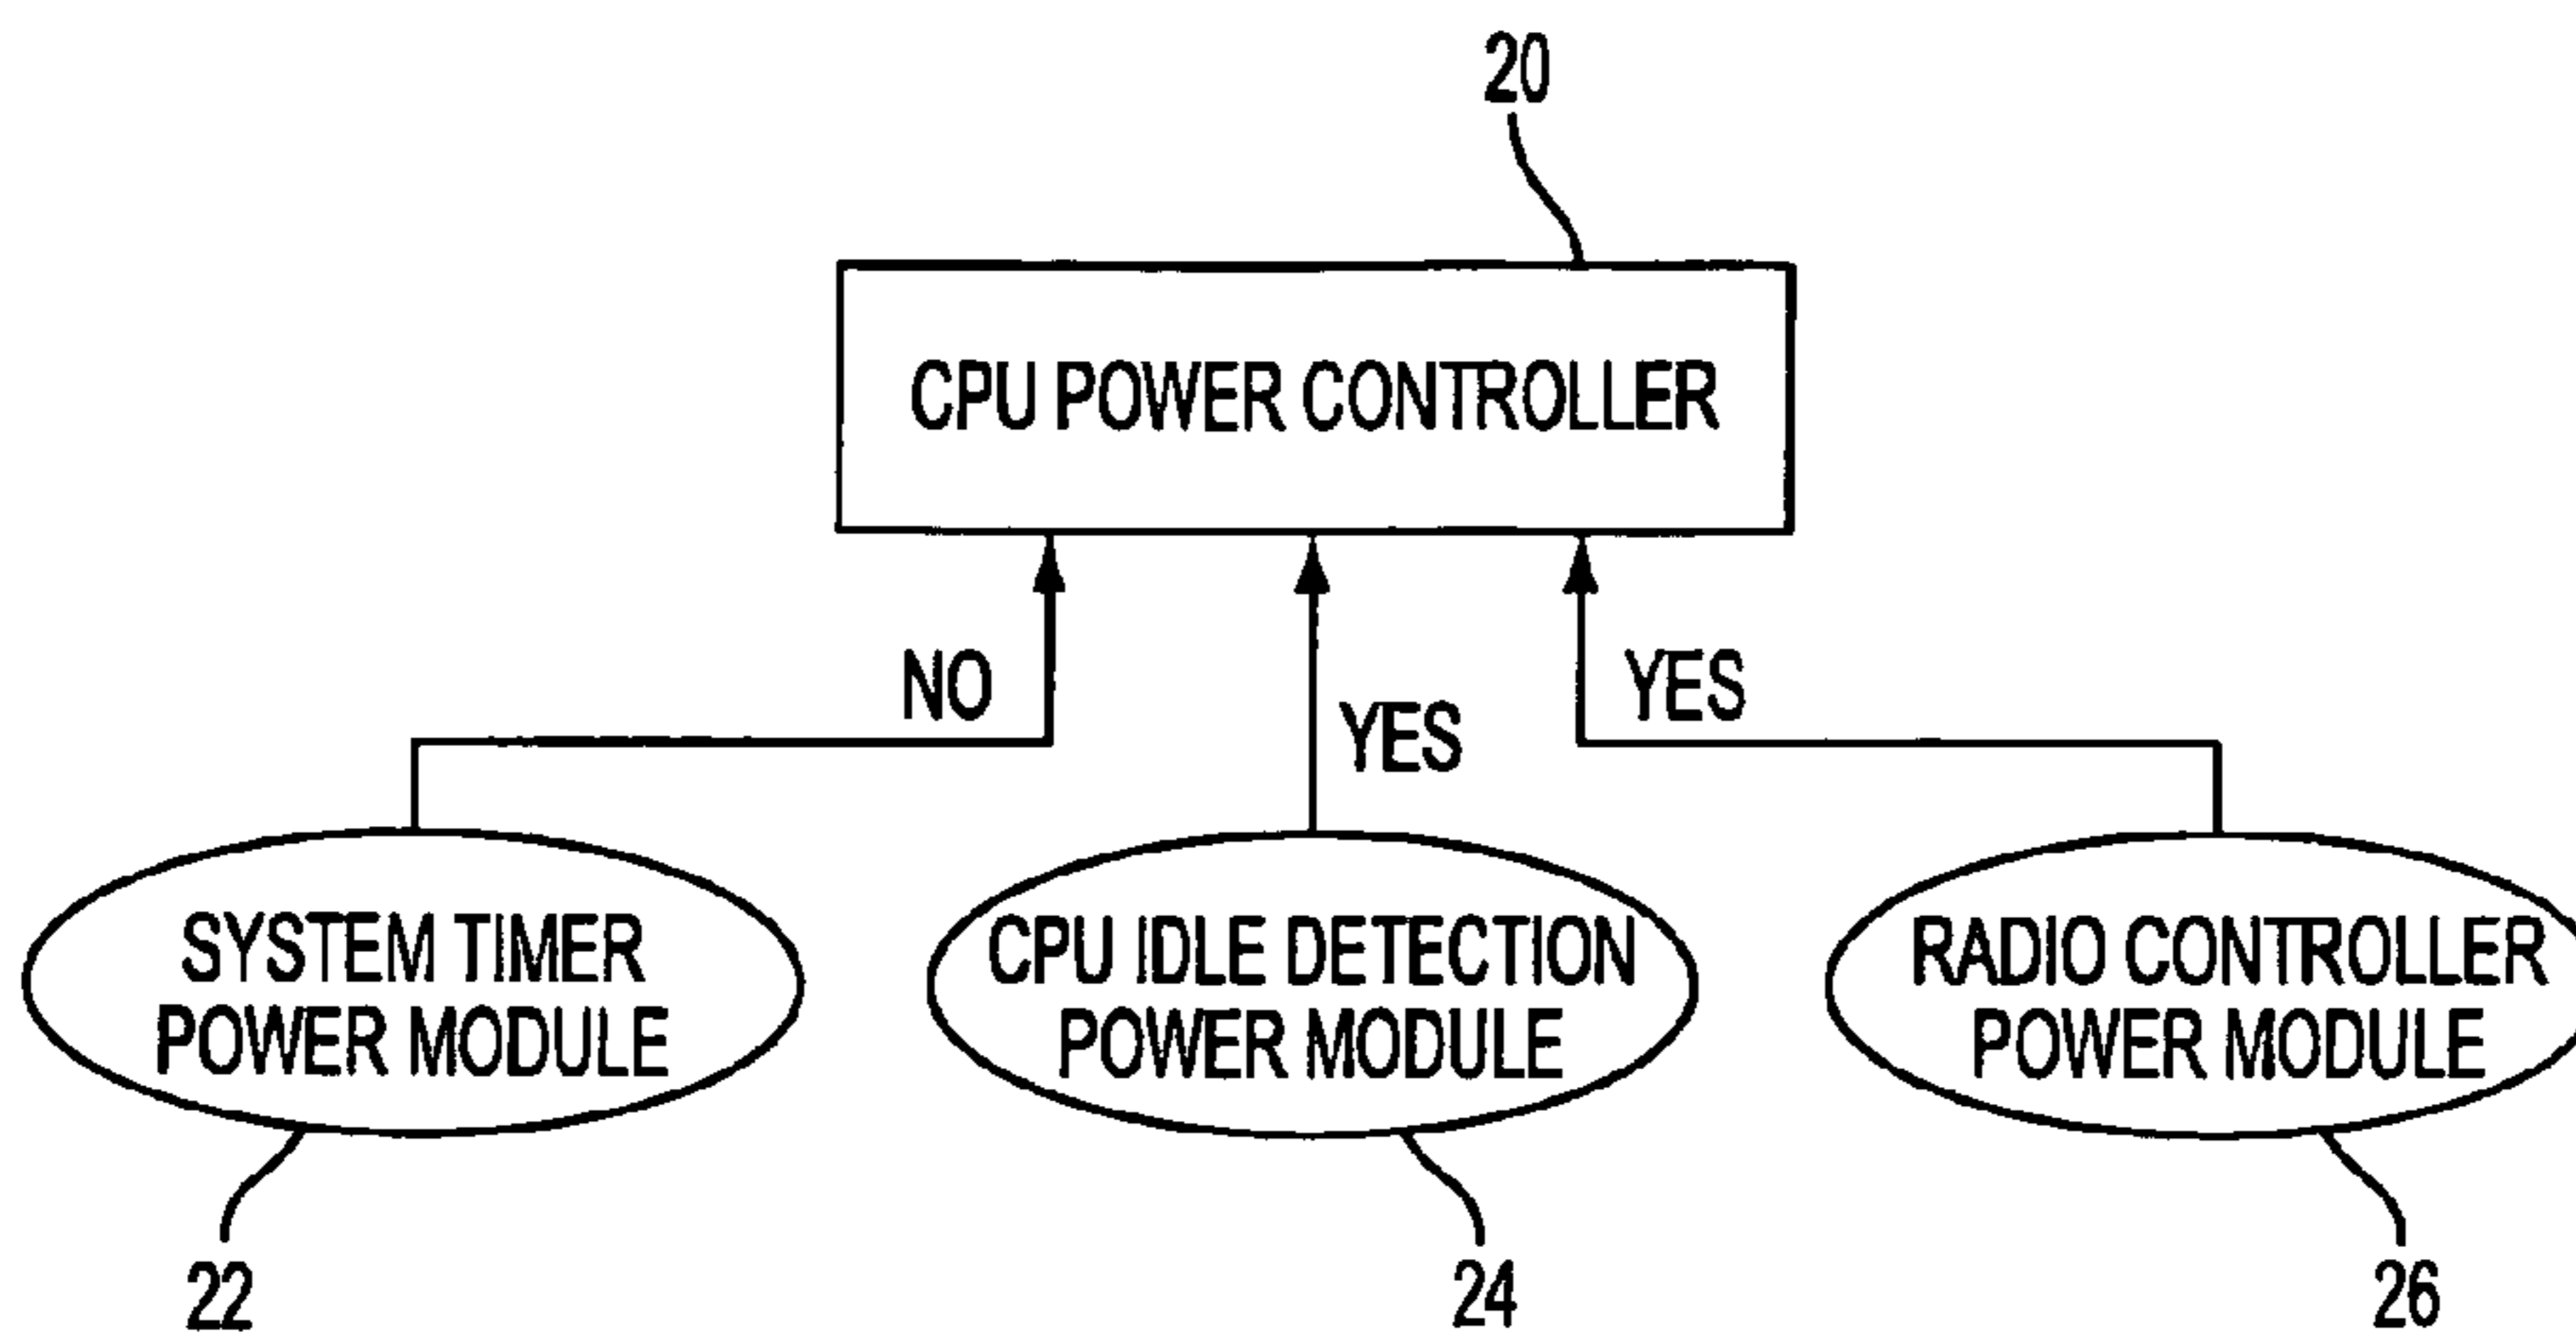 20
CPU POWER CONTROLLER
NO
YES
YES
SYSTEM TIMER
POWER MODULE
CPU IDLE DETECTION
POWER MODULE
RADIO CONTROLLER
POWER MODULE
22
24
26